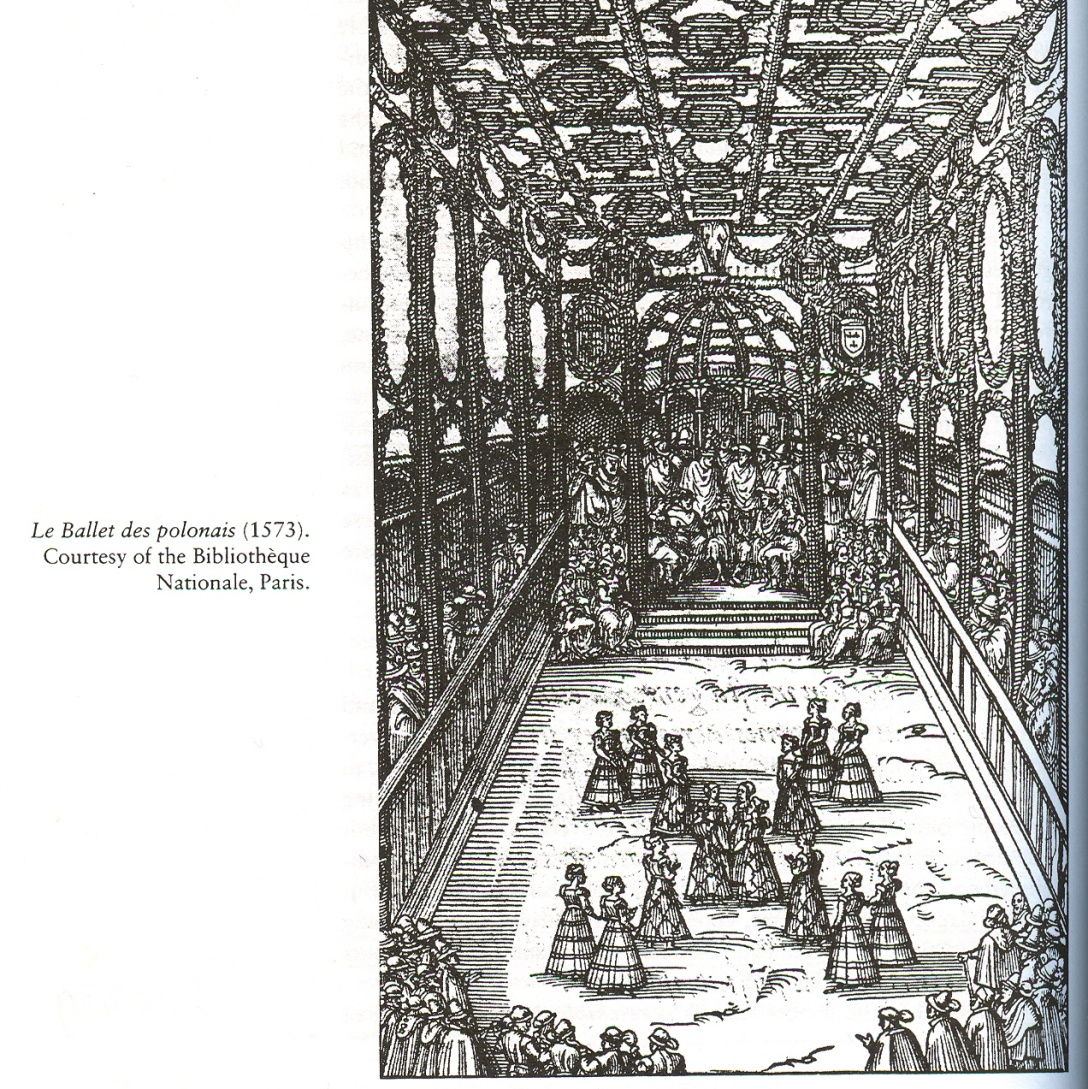 Le Ballet des polonais (1573).
Courtesy of the Bibliothèque
Nationale, Paris.